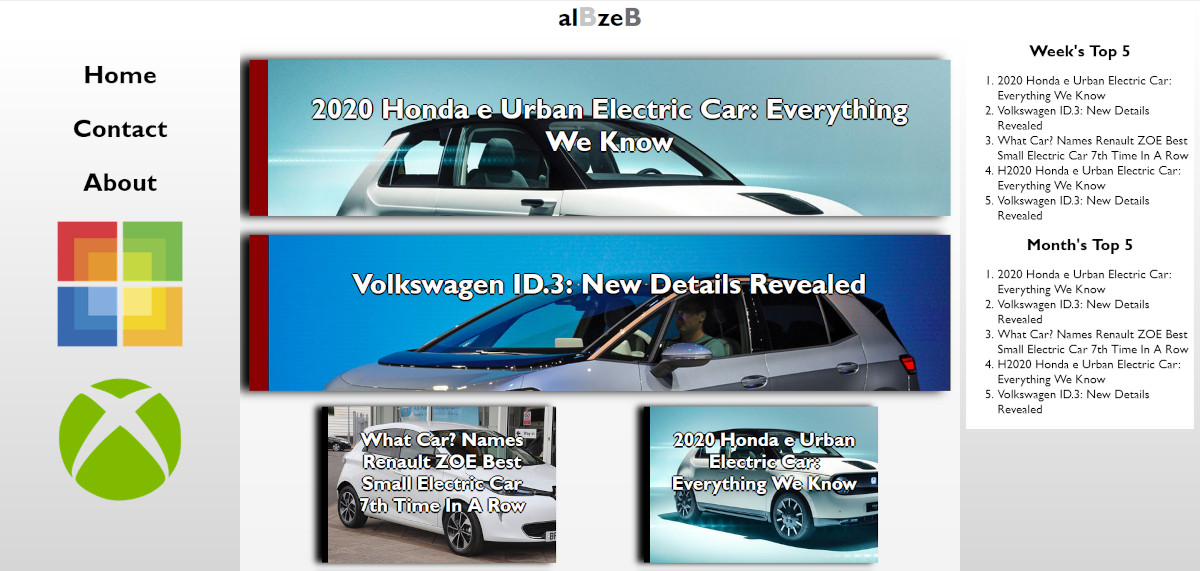 alBzeB
Home
Contact
About
2020 Honda e Urban Electric Car: Everything
We Know
Volkswagen ID.3: New Details Revealed
What Car? Names
Renault ZOE Best
Small Electric Car
7th Time In A Row
2020 Honda e Urban
Electric Car:
Everything We Know
Week's Top 5
1. 2020 Honda e Urban Electric Car:
Everything We Know
2. Volkswagen ID.3: New Details
Revealed
3. What Car? Names Renault ZOE Best
Small Electric Car 7th Time In A Row
4. H2020 Honda e Urban Electric Car:
Everything We Know
5. Volkswagen ID.3: New Details
Revealed
Month's Top 5
1. 2020 Honda e Urban Electric Car:
Everything We Know
2. Volkswagen ID.3: New Details
Revealed
3. What Car? Names Renault ZOE Best
Small Electric Car 7th Time In A Row
4. H2020 Honda e Urban Electric Car:
Everything We Know
5. Volkswagen ID.3: New Details
Revealed